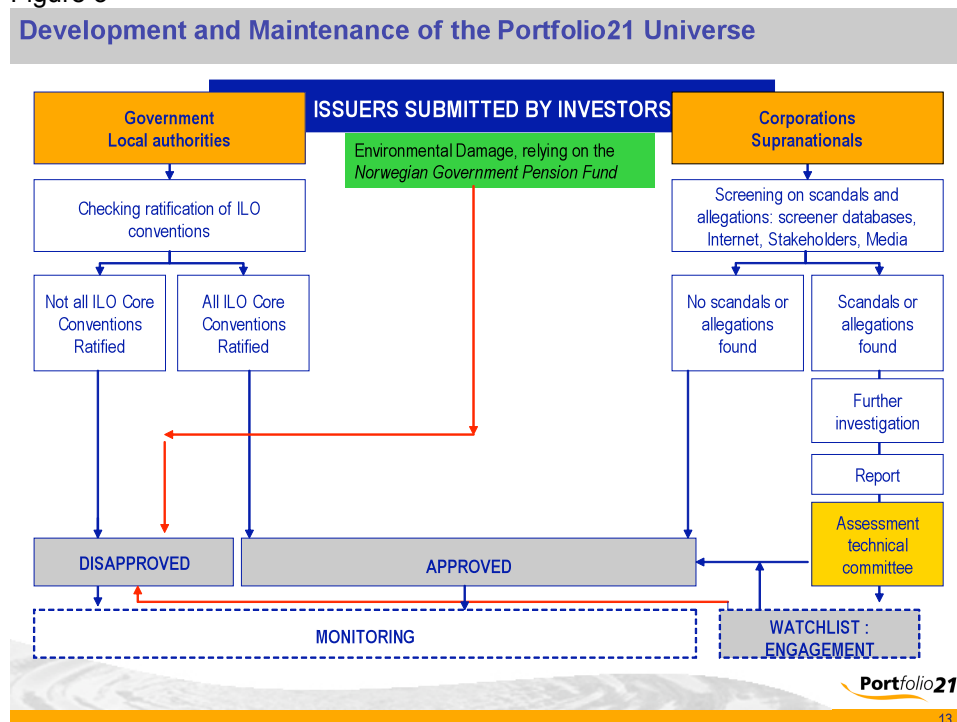 Development and Maintenance of the Portfolio21 Universe
ISSUERS SUBMITTED BY INVESTORS
Government
Local authorities
Corporations
Supranationals
Environmental Damage, relying on the
Norwegian Government Pension Fund
Checking ratification of ILO
conventions
Screening on scandals and
allegations: screener databases,
Internet, Stakeholders, Media
Not all ILO Core
Conventions
Ratified
All ILO Core
Conventions
Ratified
No scandals or
allegations
found
Scandals or
allegations
found
Further
investigation
Report
Assessment
technical
committee
DISAPPROVED
APPROVED
MONITORING
WATCHLIST :
ENGAGEMENT
Portfolio21
13